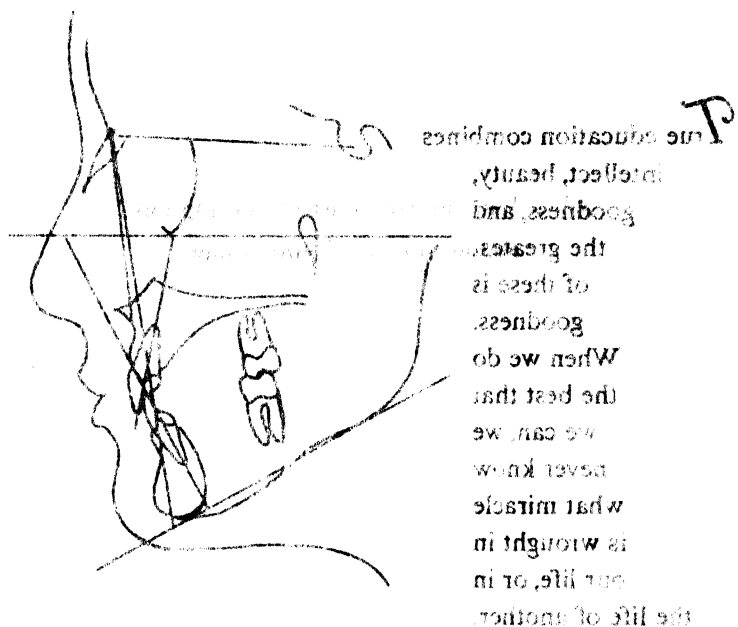 True education combines
intellect, beauty,
goodness, and
the greatest
of these is
goodness.
When we do
the best that
we can, we
never know
what miracle
is wrought in
our life, or in
the life of another.